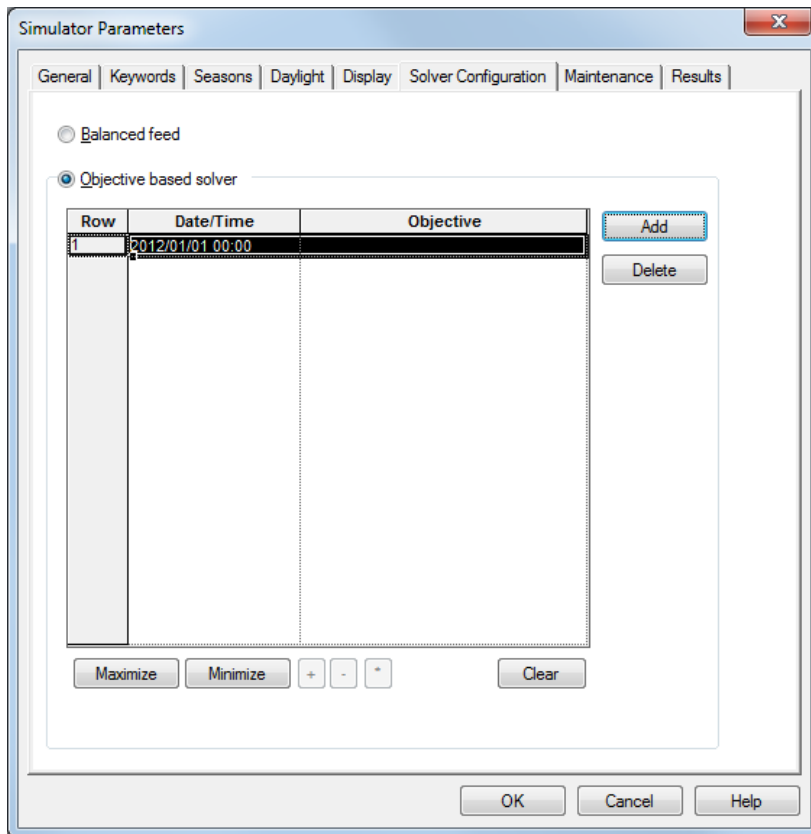 Simulator Parameters
General Keywords Seasons Daylight Display Solver Configuration Maintenance Results
Balanced feed
Objective based solver
Row Date/Time Objective
Add
1 2012/01/01 00:00
Delete
Maximize Minimize + - * Clear
OK Cancel Help